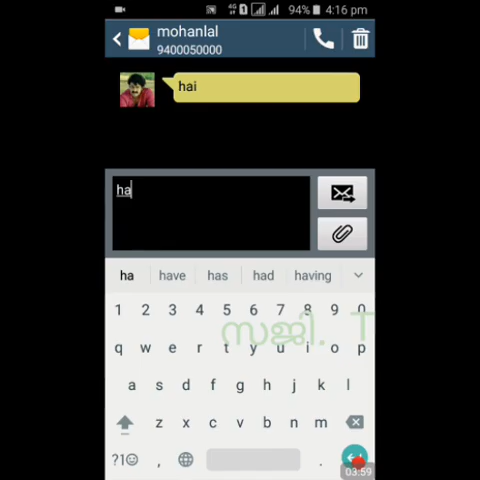 4G 94% 4:16 pm
mohanlal
9400050000
hai
ha
ha have has had having
1 2 3 4 5 6 7 8 9 0
സജി. T
q w e r t y u i o p
a s d f g h j k l
z x c v b n m
?1☺ , .
03:59